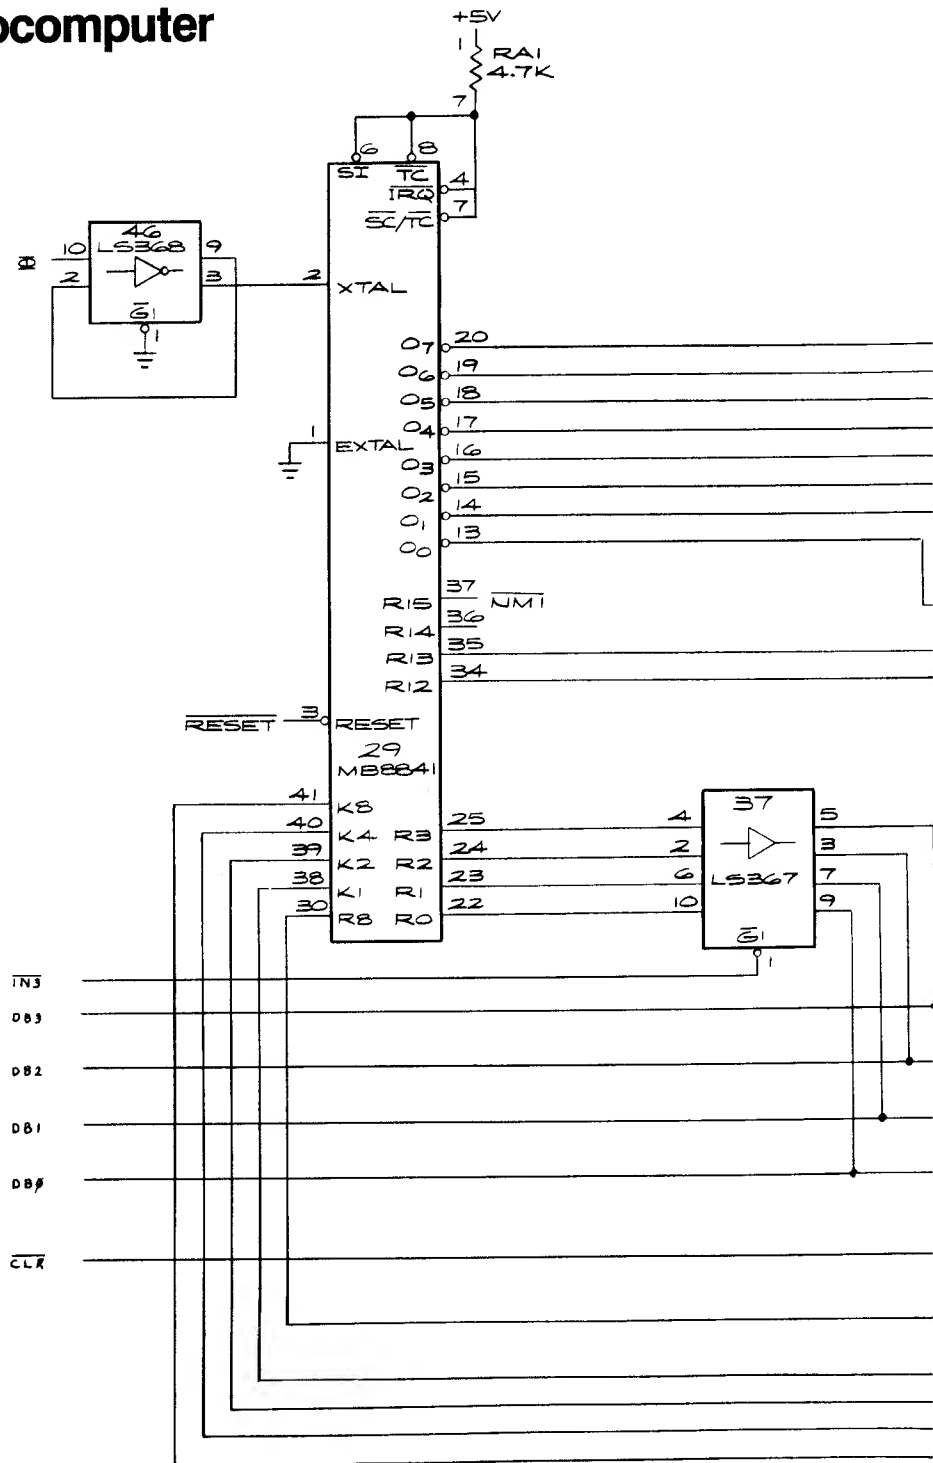 ocomputer
+5V
1
RA1
4.7K
7
6
8
SI
TC
IRQ
4
SC/TC
7
46
LS368
10
9
Φ
2
3
G1
1
2
XTAL
O7
20
O6
19
O5
18
O4
17
1
EXTAL
O3
16
O2
15
O1
14
O0
13
R15
37
NMI
R14
36
R13
35
R12
34
RESET
3
RESET
29
MB8841
41
K8
40
K4
R3
25
39
K2
R2
24
38
K1
R1
23
30
R8
R0
22
37
4
5
2
3
6
LS367
7
10
9
G1
1
IN3
DB3
DB2
DB1
DBØ
CLR